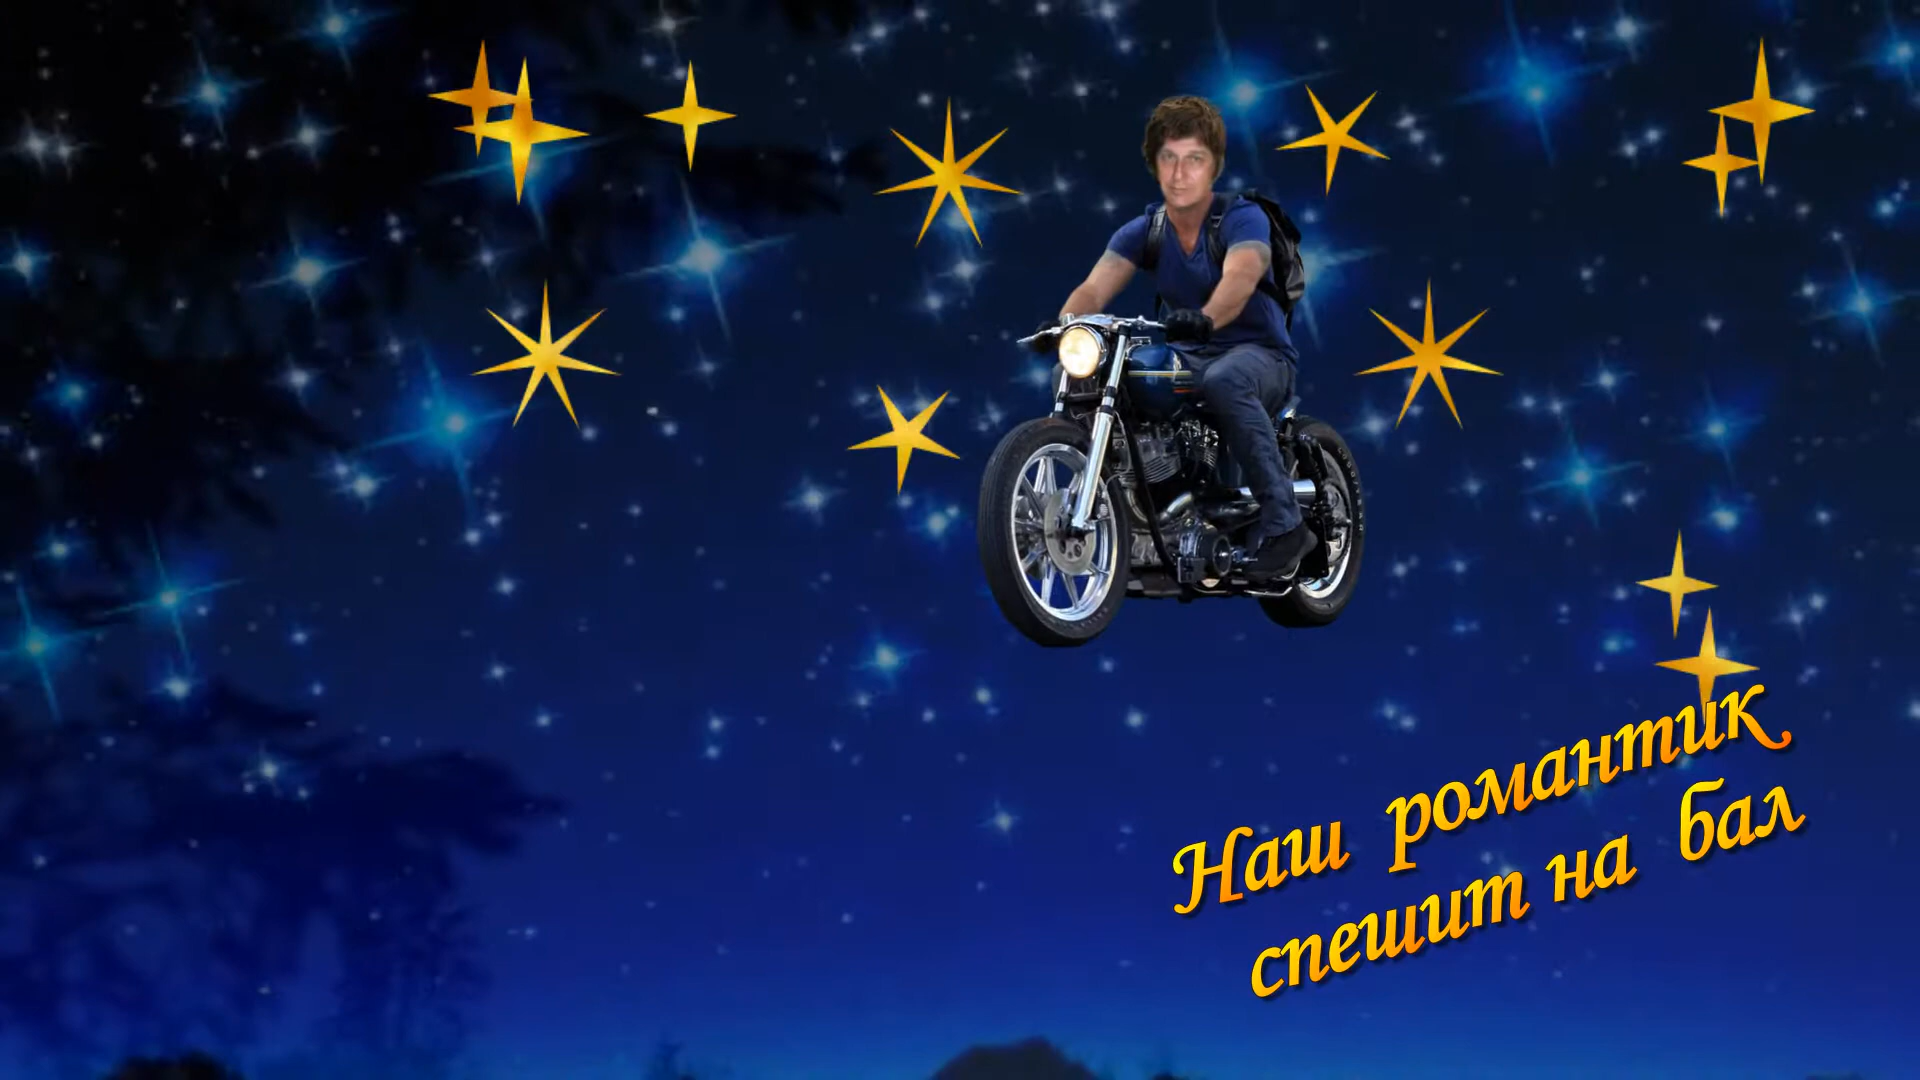 Наш романтик
спешит на бал